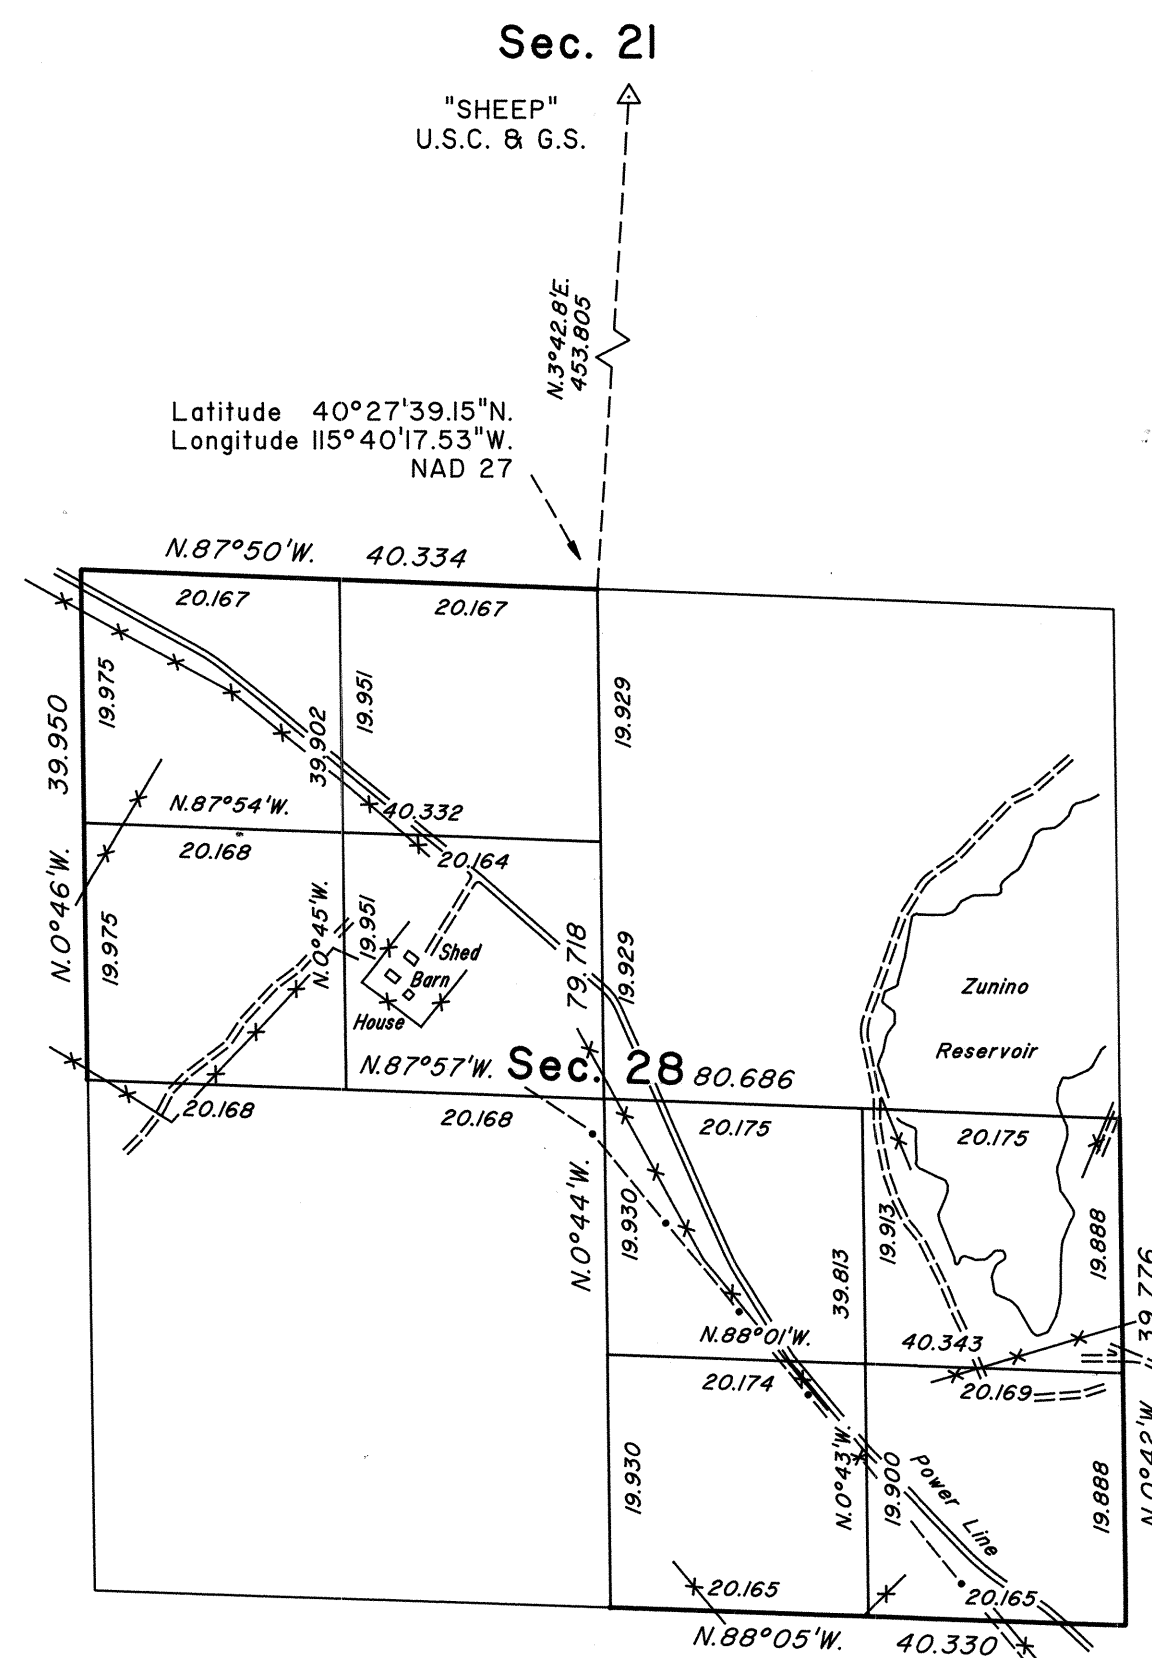 Sec. 21
"SHEEP"
U.S.C. & G.S.
N.3°42.8'E.
453.805
Latitude 40°27'39.15"N.
Longitude 115°40'17.53"W.
NAD 27
N.87°50'W. 40.334
20.167
20.167
39.950
19.975
39.902
19.951
19.929
N.87°54'W.
40.332
20.168
20.164
N.0°46'W.
19.975
N.0°45'W.
19.951
79.718
19.929
Shed
Barn
House
Zunino
Reservoir
N.87°57'W.
Sec. 28
80.686
20.168
20.168
20.175
20.175
N.0°44'W.
19.930
39.813
19.913
19.888
39.776
N.88°01'W.
40.343
20.174
20.169
19.930
N.0°43'W.
19.900
Power Line
19.888
N.0°42'W.
20.165
20.165
N.88°05'W.
40.330